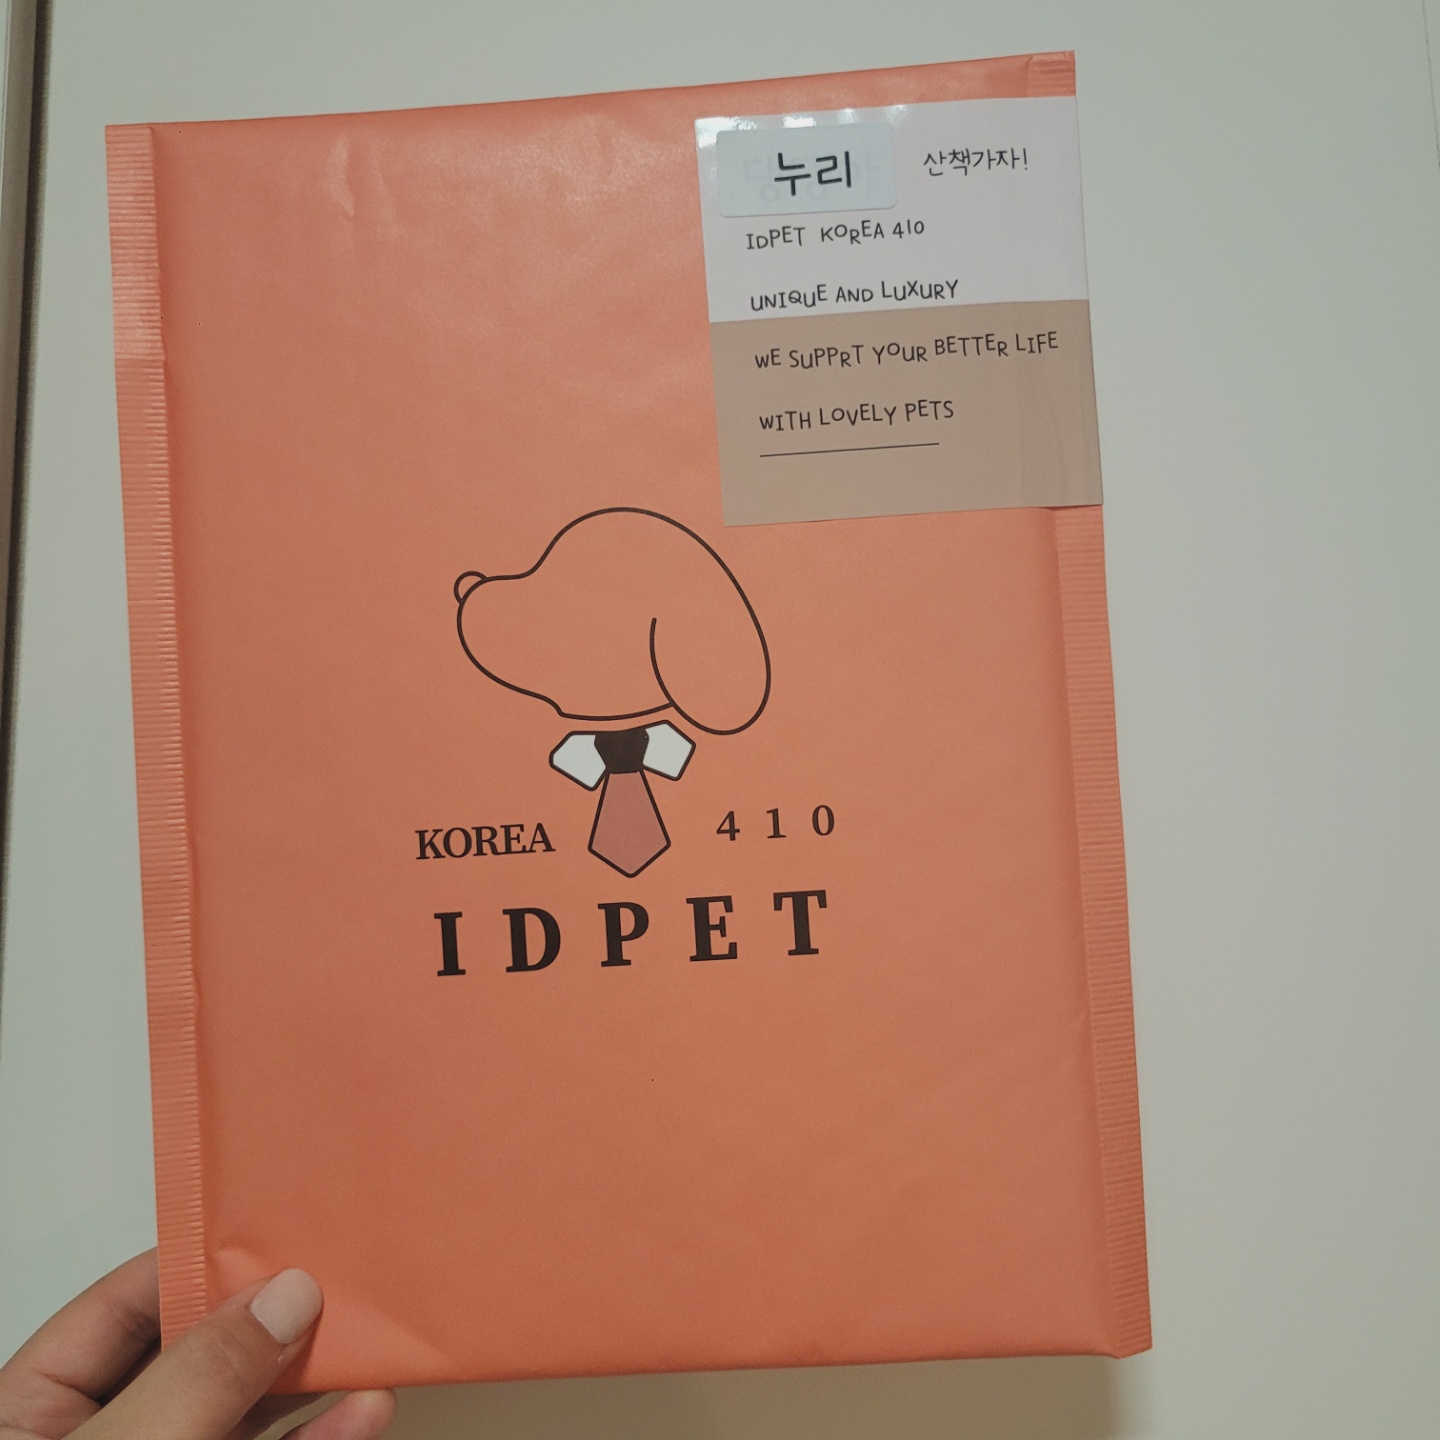 누리 산책가자!
IDPET KOREA 410
UNIQUE AND LUXURY
WE SUPPRT YOUR BETTER LIFE
WITH LOVELY PETS
KOREA 410
IDPET